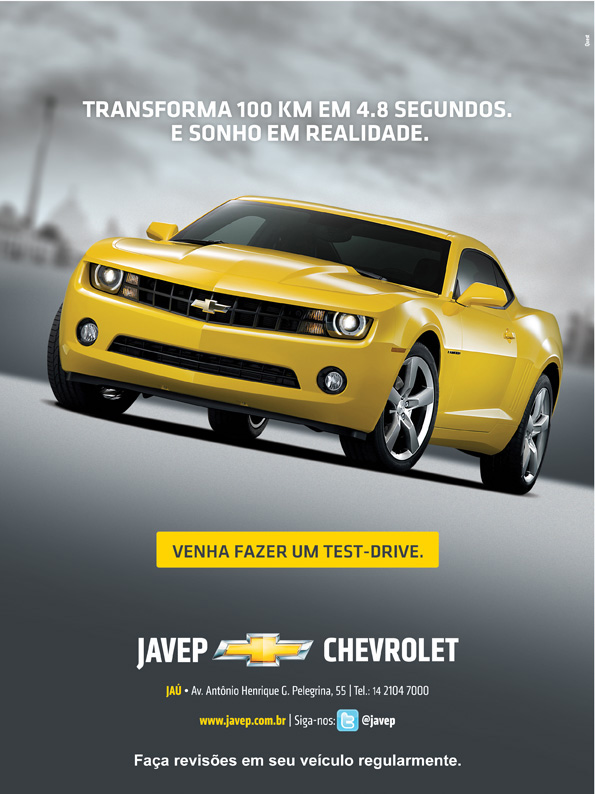 TRANSFORMA 100 KM EM 4.8 SEGUNDOS.
E SONHO EM REALIDADE.
VENHA FAZER UM TEST-DRIVE.
JAVEP CHEVROLET
JAÚ • Av. Antônio Henrique G. Pelegrina, 55 | Tel.: 14 2104 7000
www.javep.com.br | Siga-nos: @javep
Faça revisões em seu veículo regularmente.